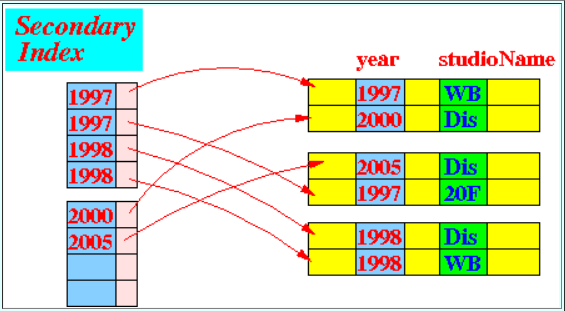 Secondary
Index
year studioName
1997
1997
1998
1998
2000
2005
1997 WB
2000 Dis
2005 Dis
1997 20F
1998 Dis
1998 WB